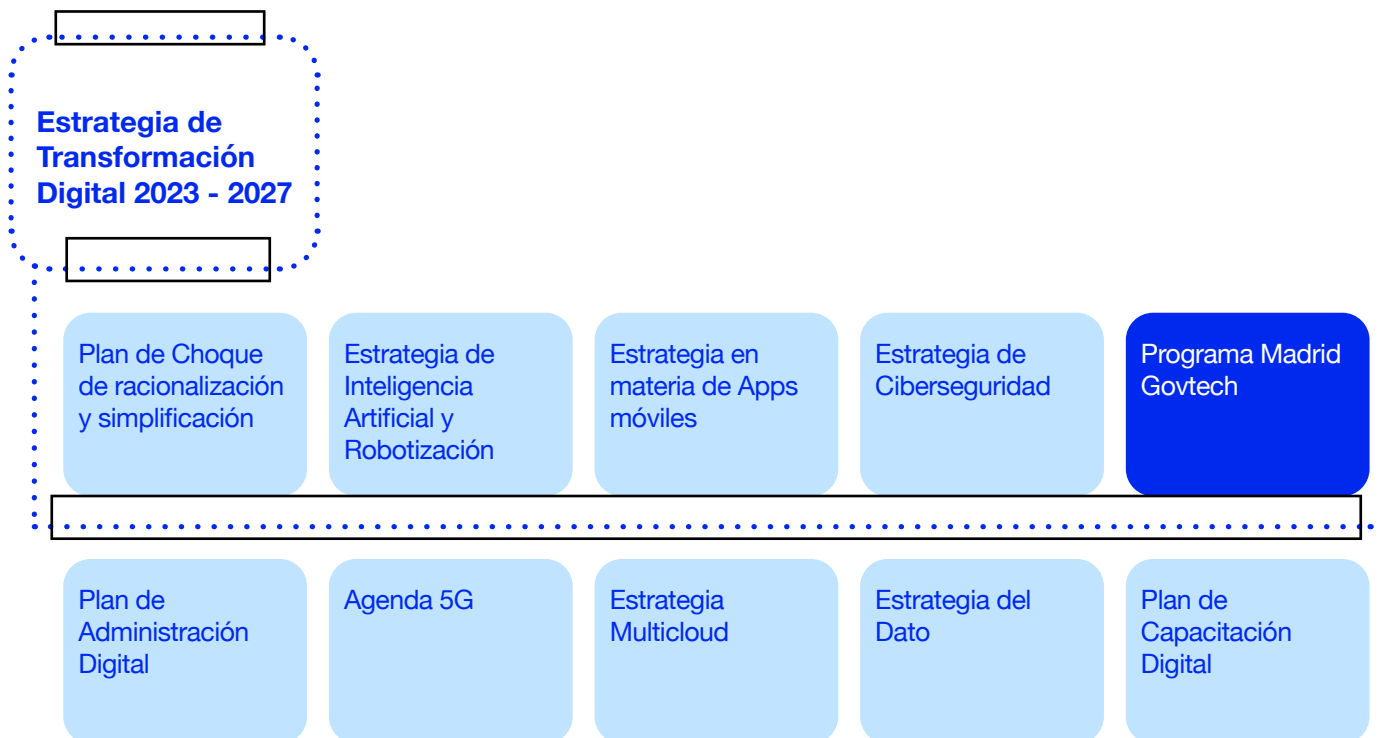 Estrategia de
Transformación
Digital 2023 - 2027
Plan de Choque
de racionalización
y simplificación
Estrategia de
Inteligencia
Artificial y
Robotización
Estrategia en
materia de Apps
móviles
Estrategia de
Ciberseguridad
Programa Madrid
Govtech
Plan de
Administración
Digital
Agenda 5G
Estrategia
Multicloud
Estrategia del
Dato
Plan de
Capacitación
Digital